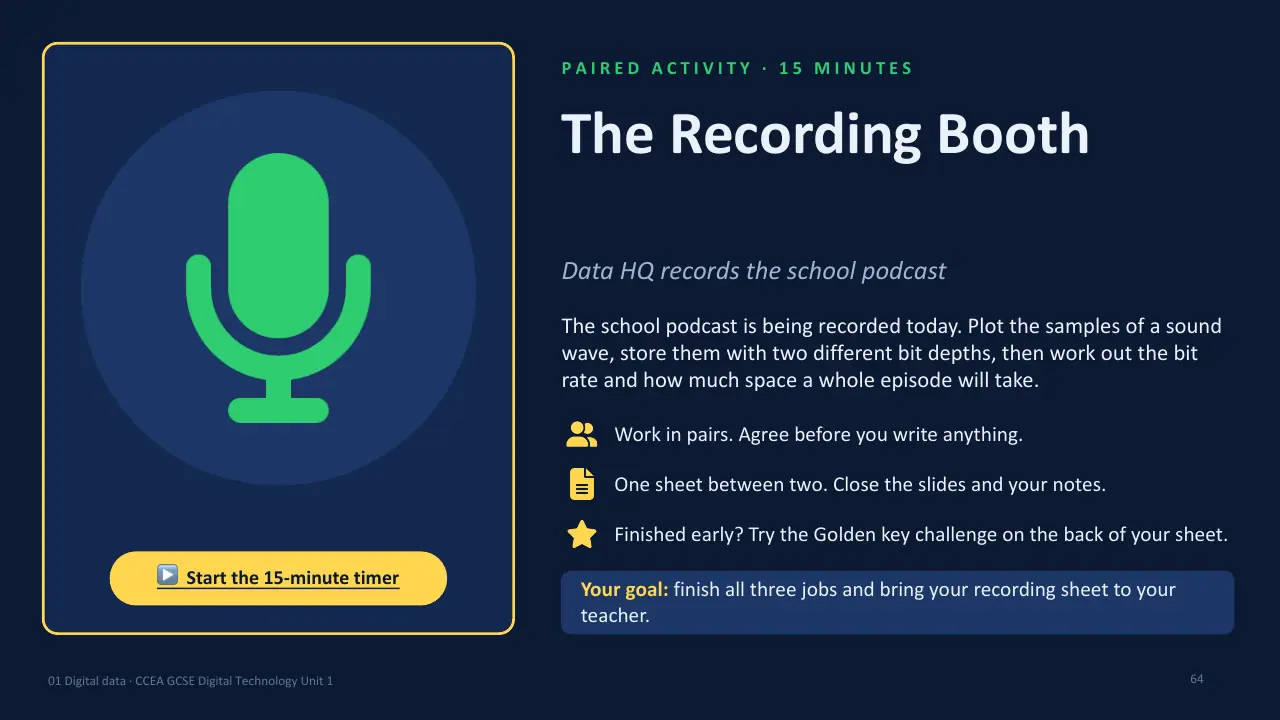 PAIRED ACTIVITY · 15 MINUTES
The Recording Booth
Data HQ records the school podcast
The school podcast is being recorded today. Plot the samples of a sound
wave, store them with two different bit depths, then work out the bit
rate and how much space a whole episode will take.
Work in pairs. Agree before you write anything.
One sheet between two. Close the slides and your notes.
Finished early? Try the Golden key challenge on the back of your sheet.
Your goal: finish all three jobs and bring your recording sheet to your
teacher.
Start the 15-minute timer
01 Digital data · CCEA GCSE Digital Technology Unit 1
64